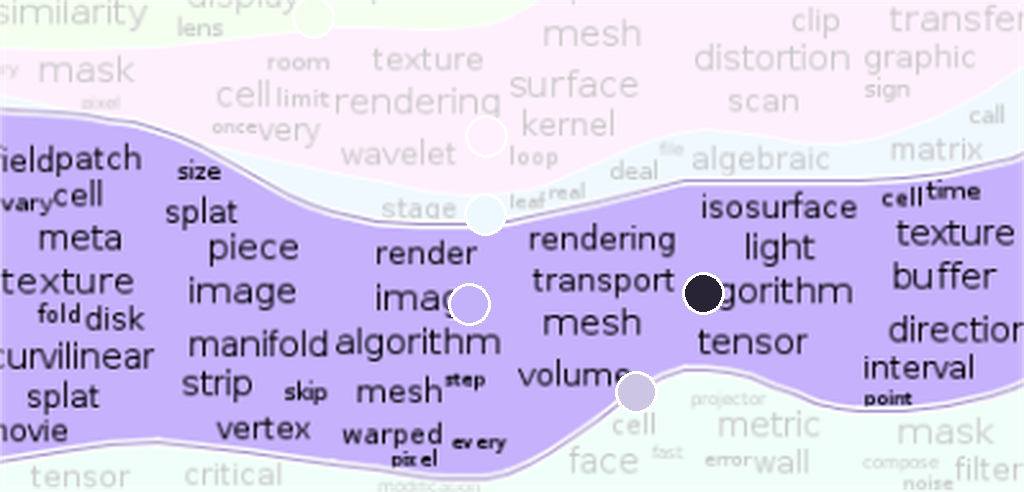 similarity display
lens
mesh clip transfer
room texture distortion graphic
mask
cell limit rendering surface sign
pixel scan
once very kernel call
wavelet loop file algebraic matrix
deal
stage leaf real
ieldpatch size
vary cell splat isosurface cell time
meta piece render rendering light texture
texture image transport buffer
imag gorithm
fold disk mesh direction
curvilinear manifold algorithm tensor
splat strip skip mesh step volume interval
point
movie vertex warped every
pixel
projector
cell metric mask
tensor critical face fast error wall compose filter
modification noise